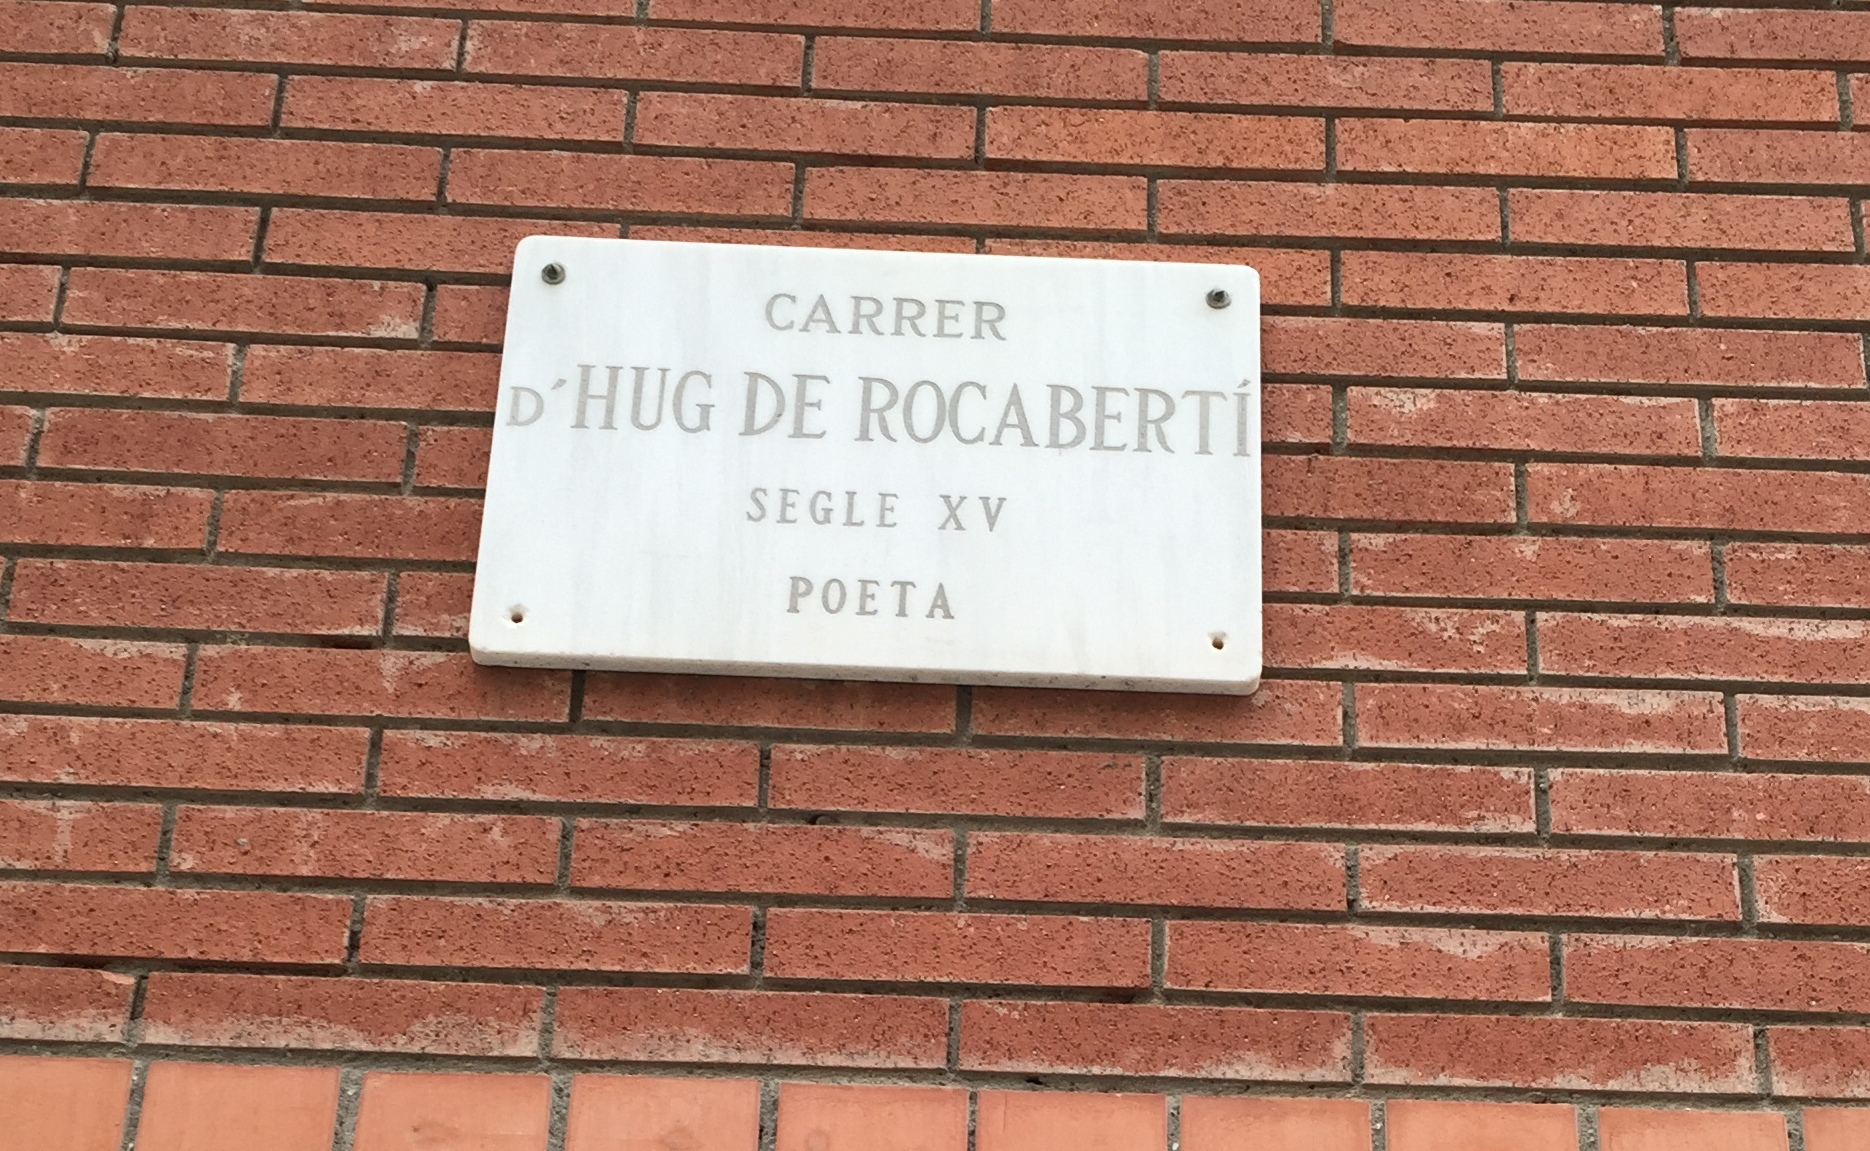 CARRER
D´HUG DE ROCABERTÍ
SEGLE XV
POETA